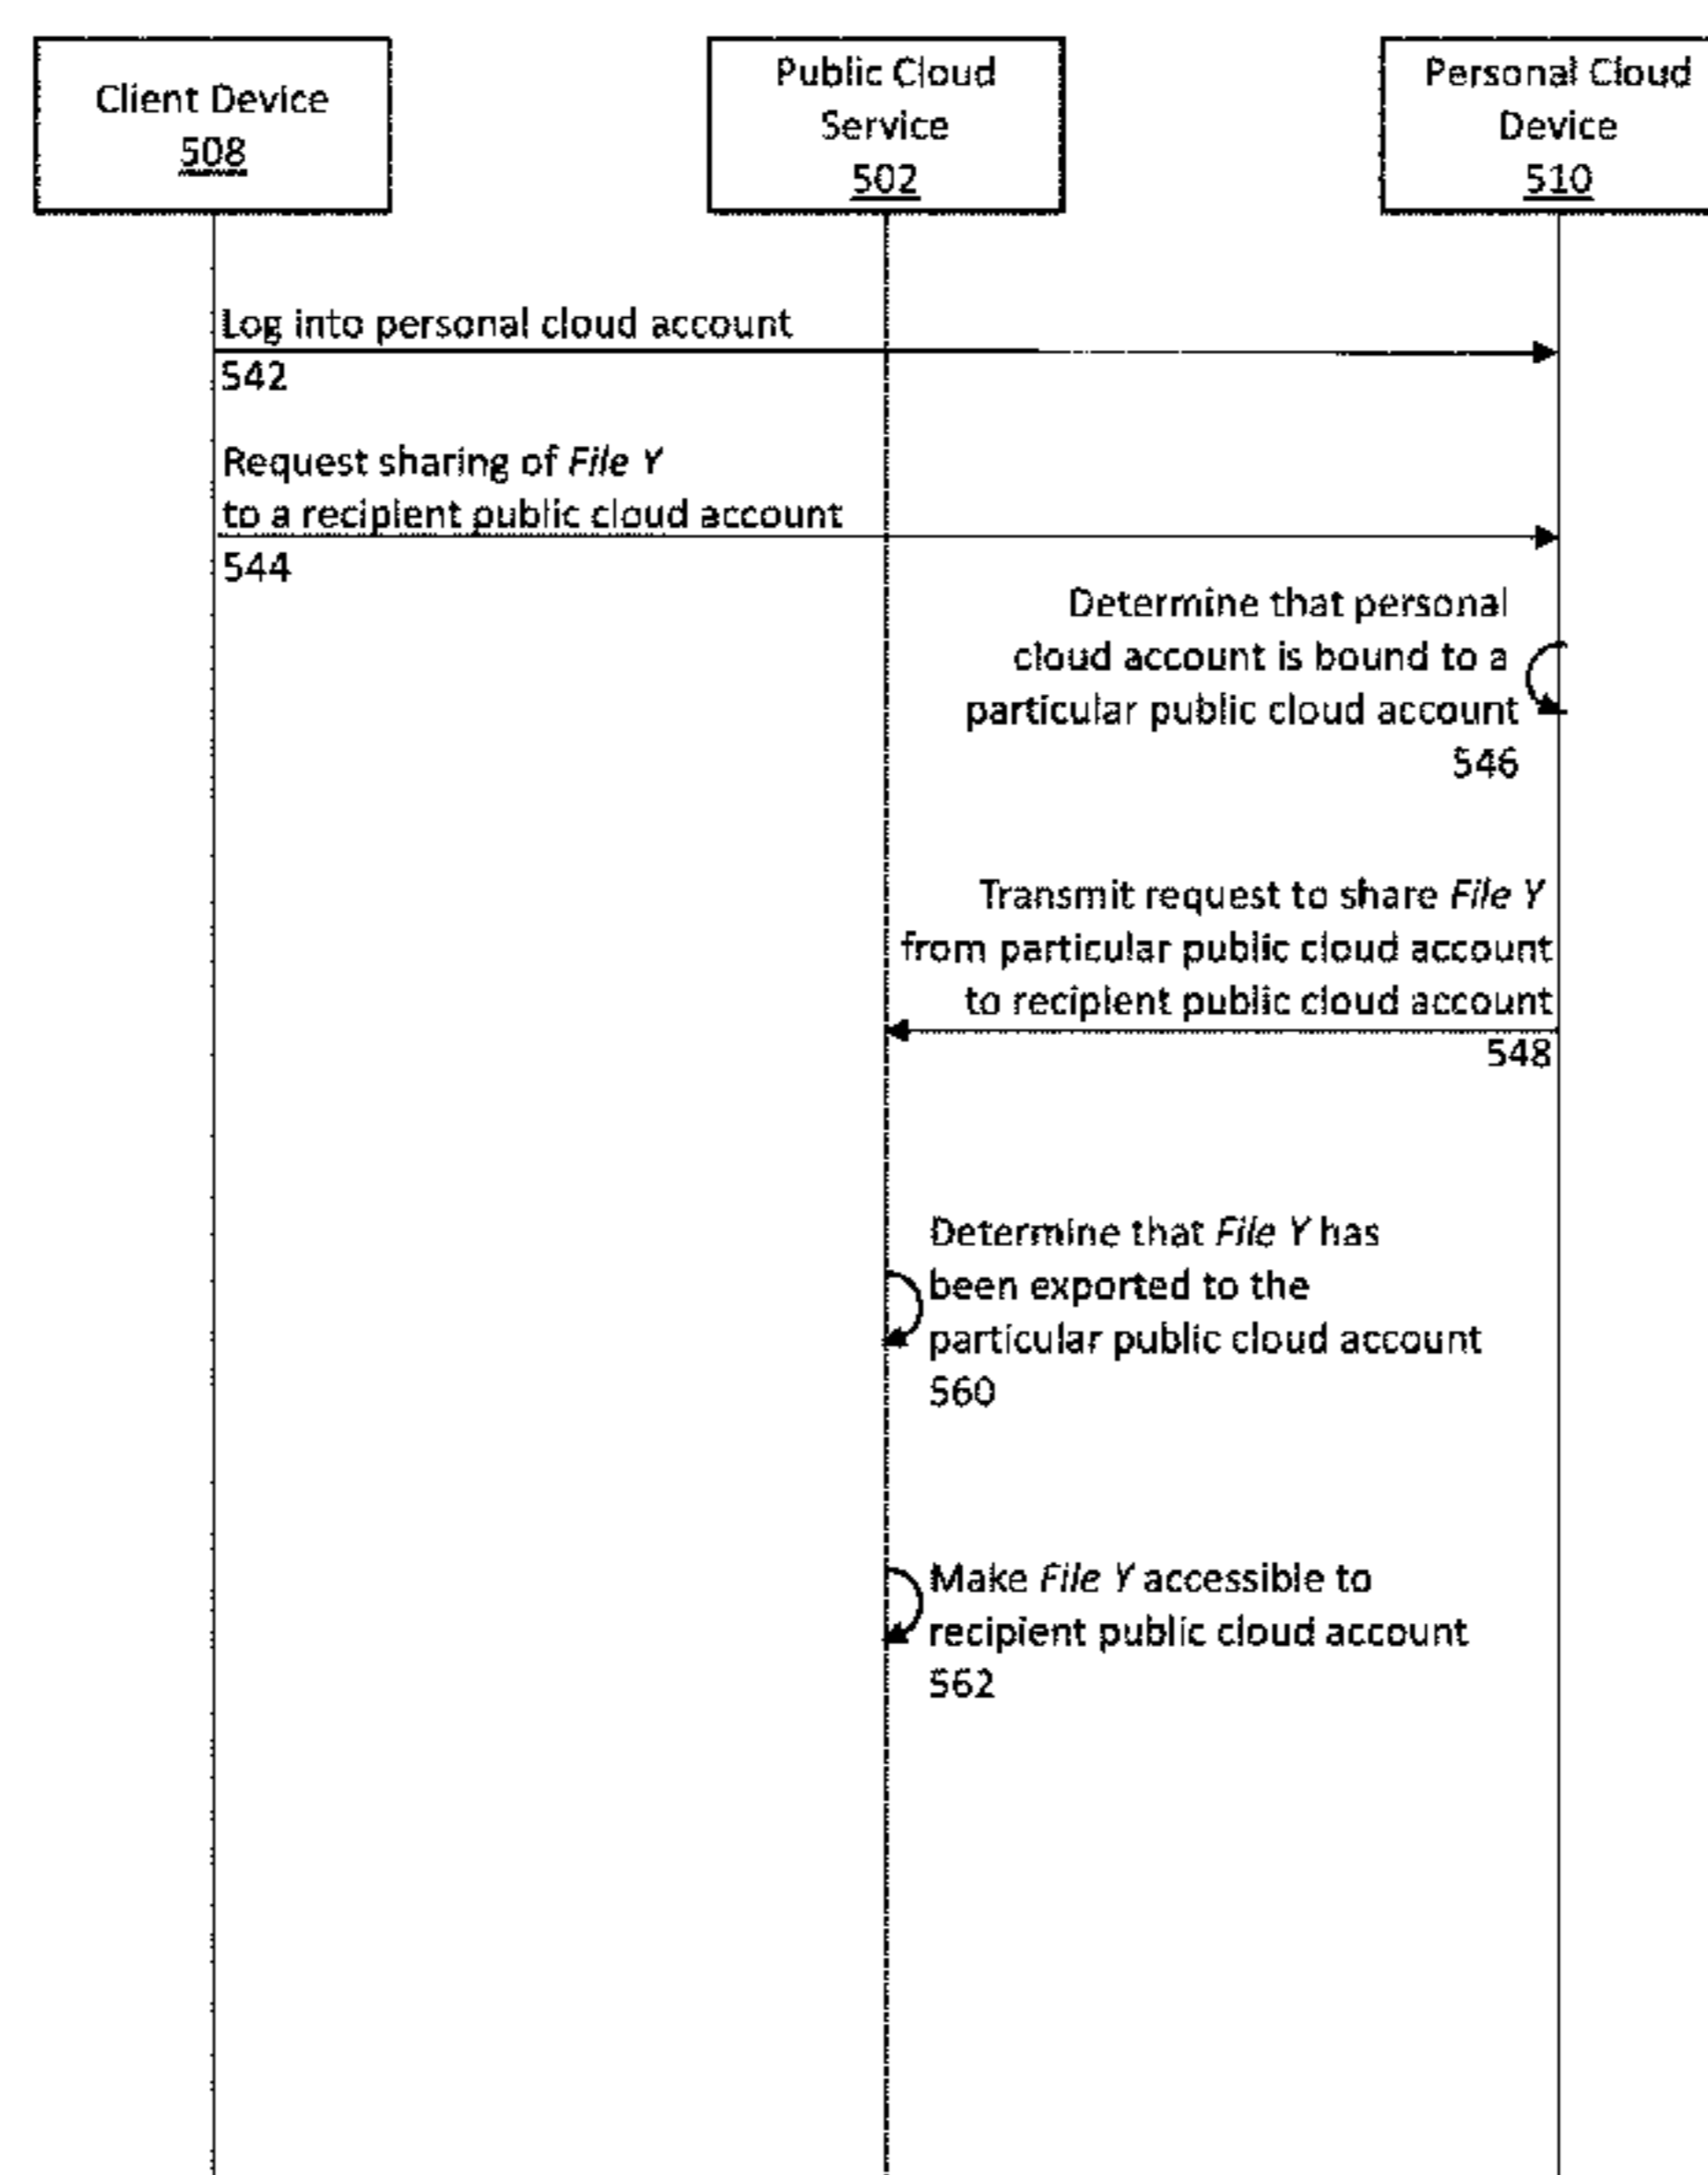 Client Device
508
Public Cloud
Service
502
Personal Cloud
Device
510
Log into personal cloud account
542
Request sharing of File Y
to a recipient public cloud account
544
Determine that personal
cloud account is bound to a
particular public cloud account
546
Transmit request to share File Y
from particular public cloud account
to recipient public cloud account
548
Determine that File Y has
been exported to the
particular public cloud account
560
Make File Y accessible to
recipient public cloud account
562